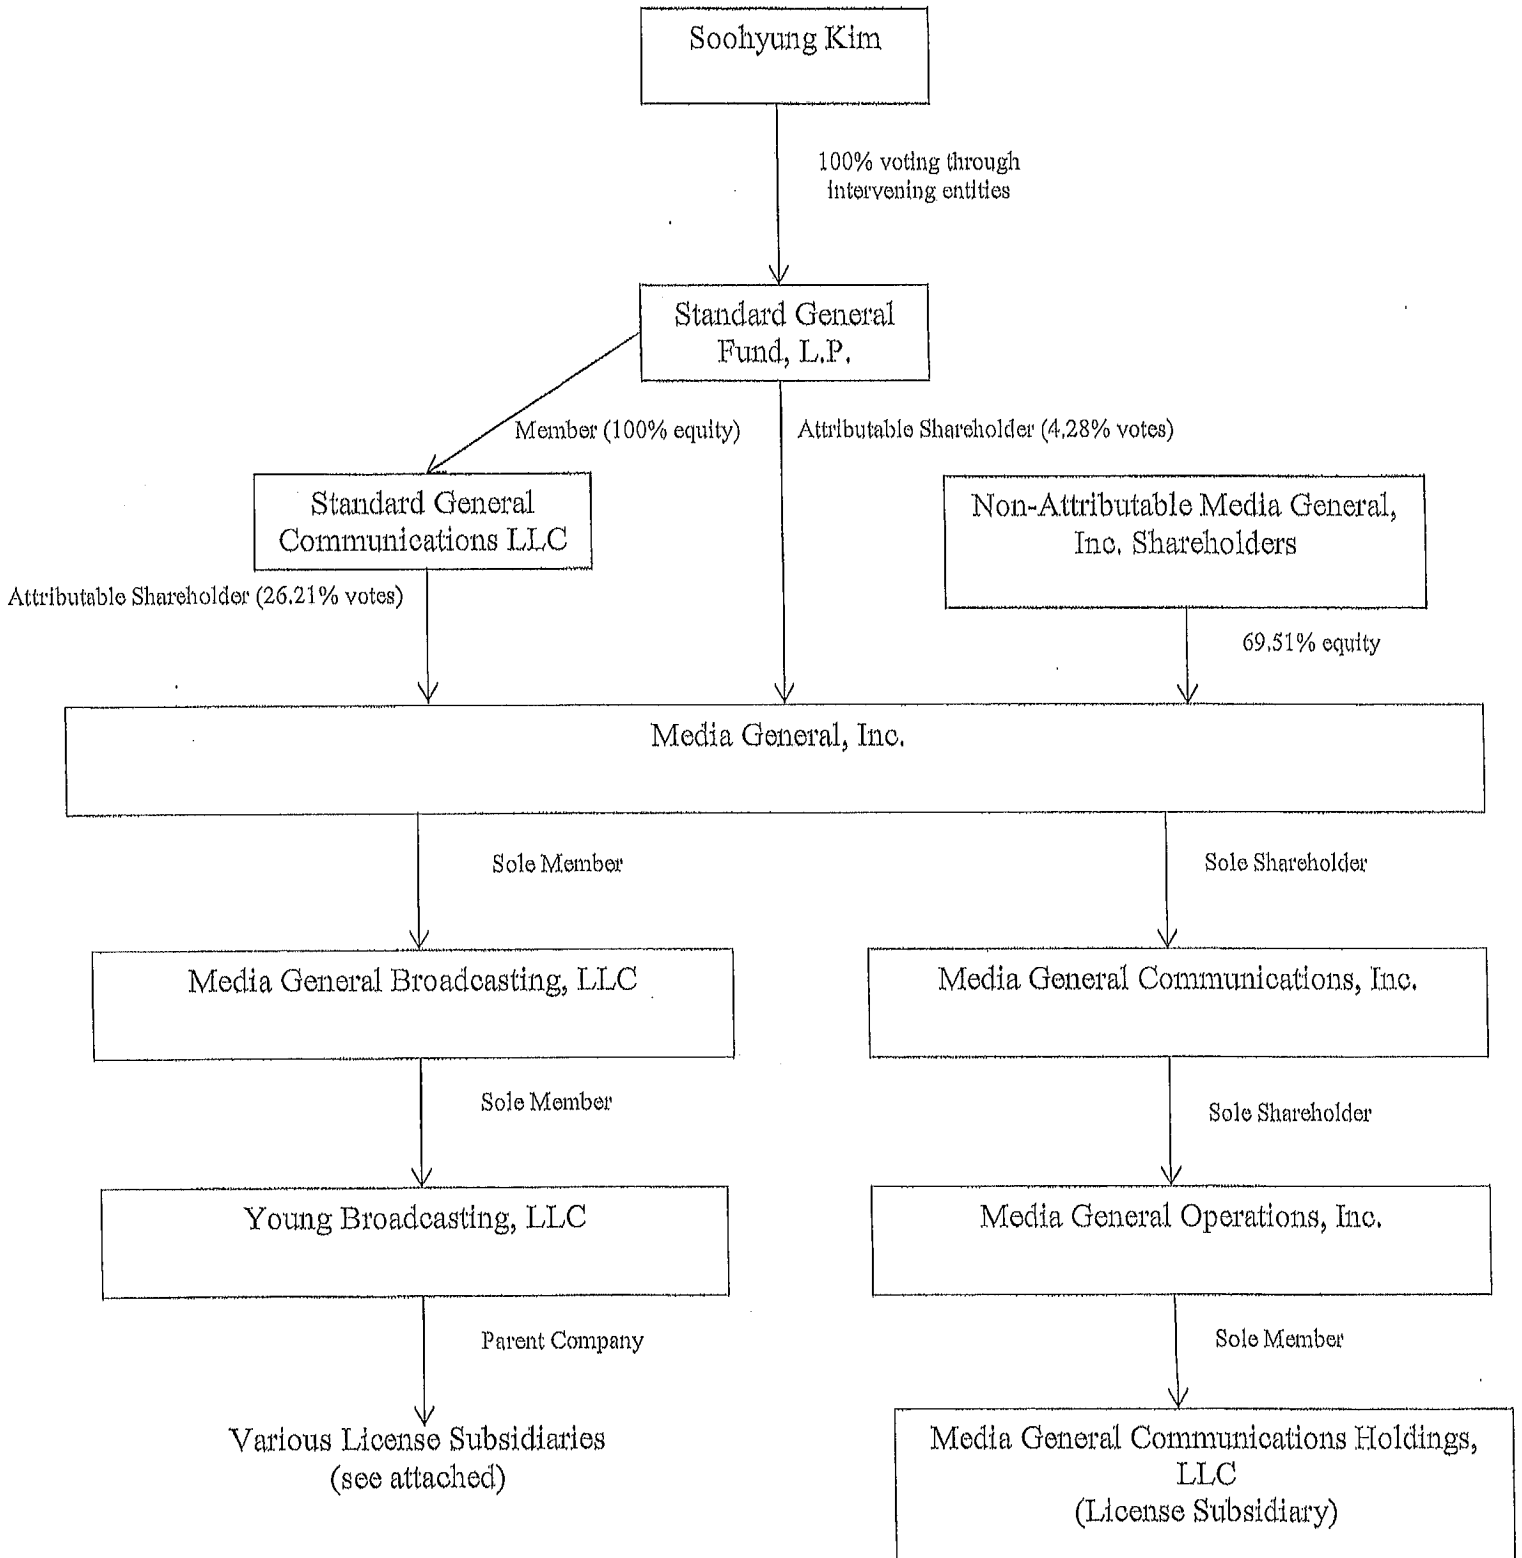 Soohyung Kim
100% voting through
intervening entities
Standard General
Fund, L.P.
Member (100% equity)
Attributable Shareholder (4.28% votes)
Standard General
Communications LLC
Non-Attributable Media General,
Inc. Shareholders
Attributable Shareholder (26.21% votes)
69.51% equity
Media General, Inc.
Sole Member
Sole Shareholder
Media General Broadcasting, LLC
Media General Communications, Inc.
Sole Member
Sole Shareholder
Young Broadcasting, LLC
Media General Operations, Inc.
Parent Company
Sole Member
Various License Subsidiaries
(see attached)
Media General Communications Holdings,
LLC
(License Subsidiary)